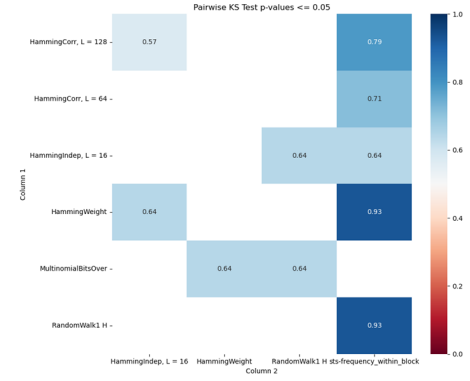 Pairwise KS Test p-values <= 0.05
HammingCorr, L = 128
HammingCorr, L = 64
HammingIndep, L = 16
HammingWeight
MultinomialBitsOver
RandomWalk1 H
Column 1
0.57
0.79
0.71
0.64
0.64
0.64
0.93
0.64
0.64
0.93
HammingIndep, L = 16
HammingWeight
RandomWalk1 H
sts-frequency_within_block
Column 2
1.0
0.8
0.6
0.4
0.2
0.0